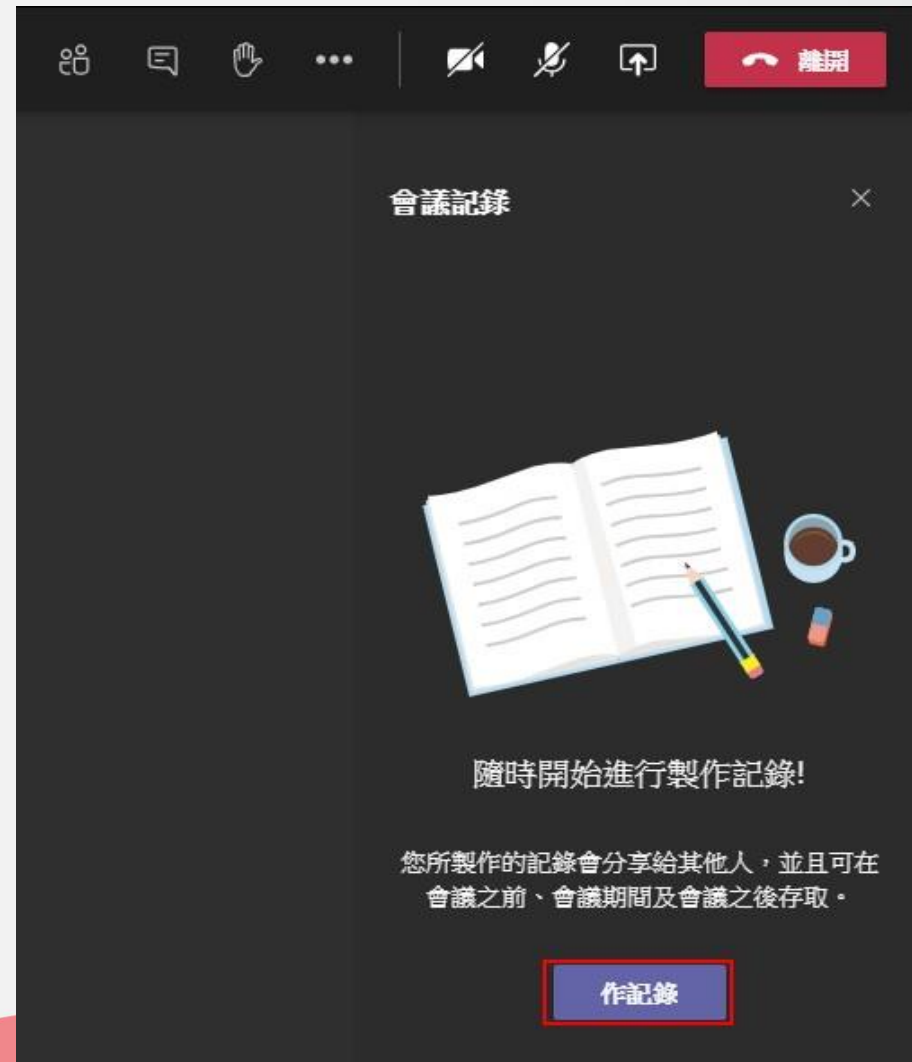 離開
會議記錄
隨時開始進行製作記錄!
您所製作的記錄會分享給其他人，並且可在
會議之前、會議期間及會議之後存取。
作記錄